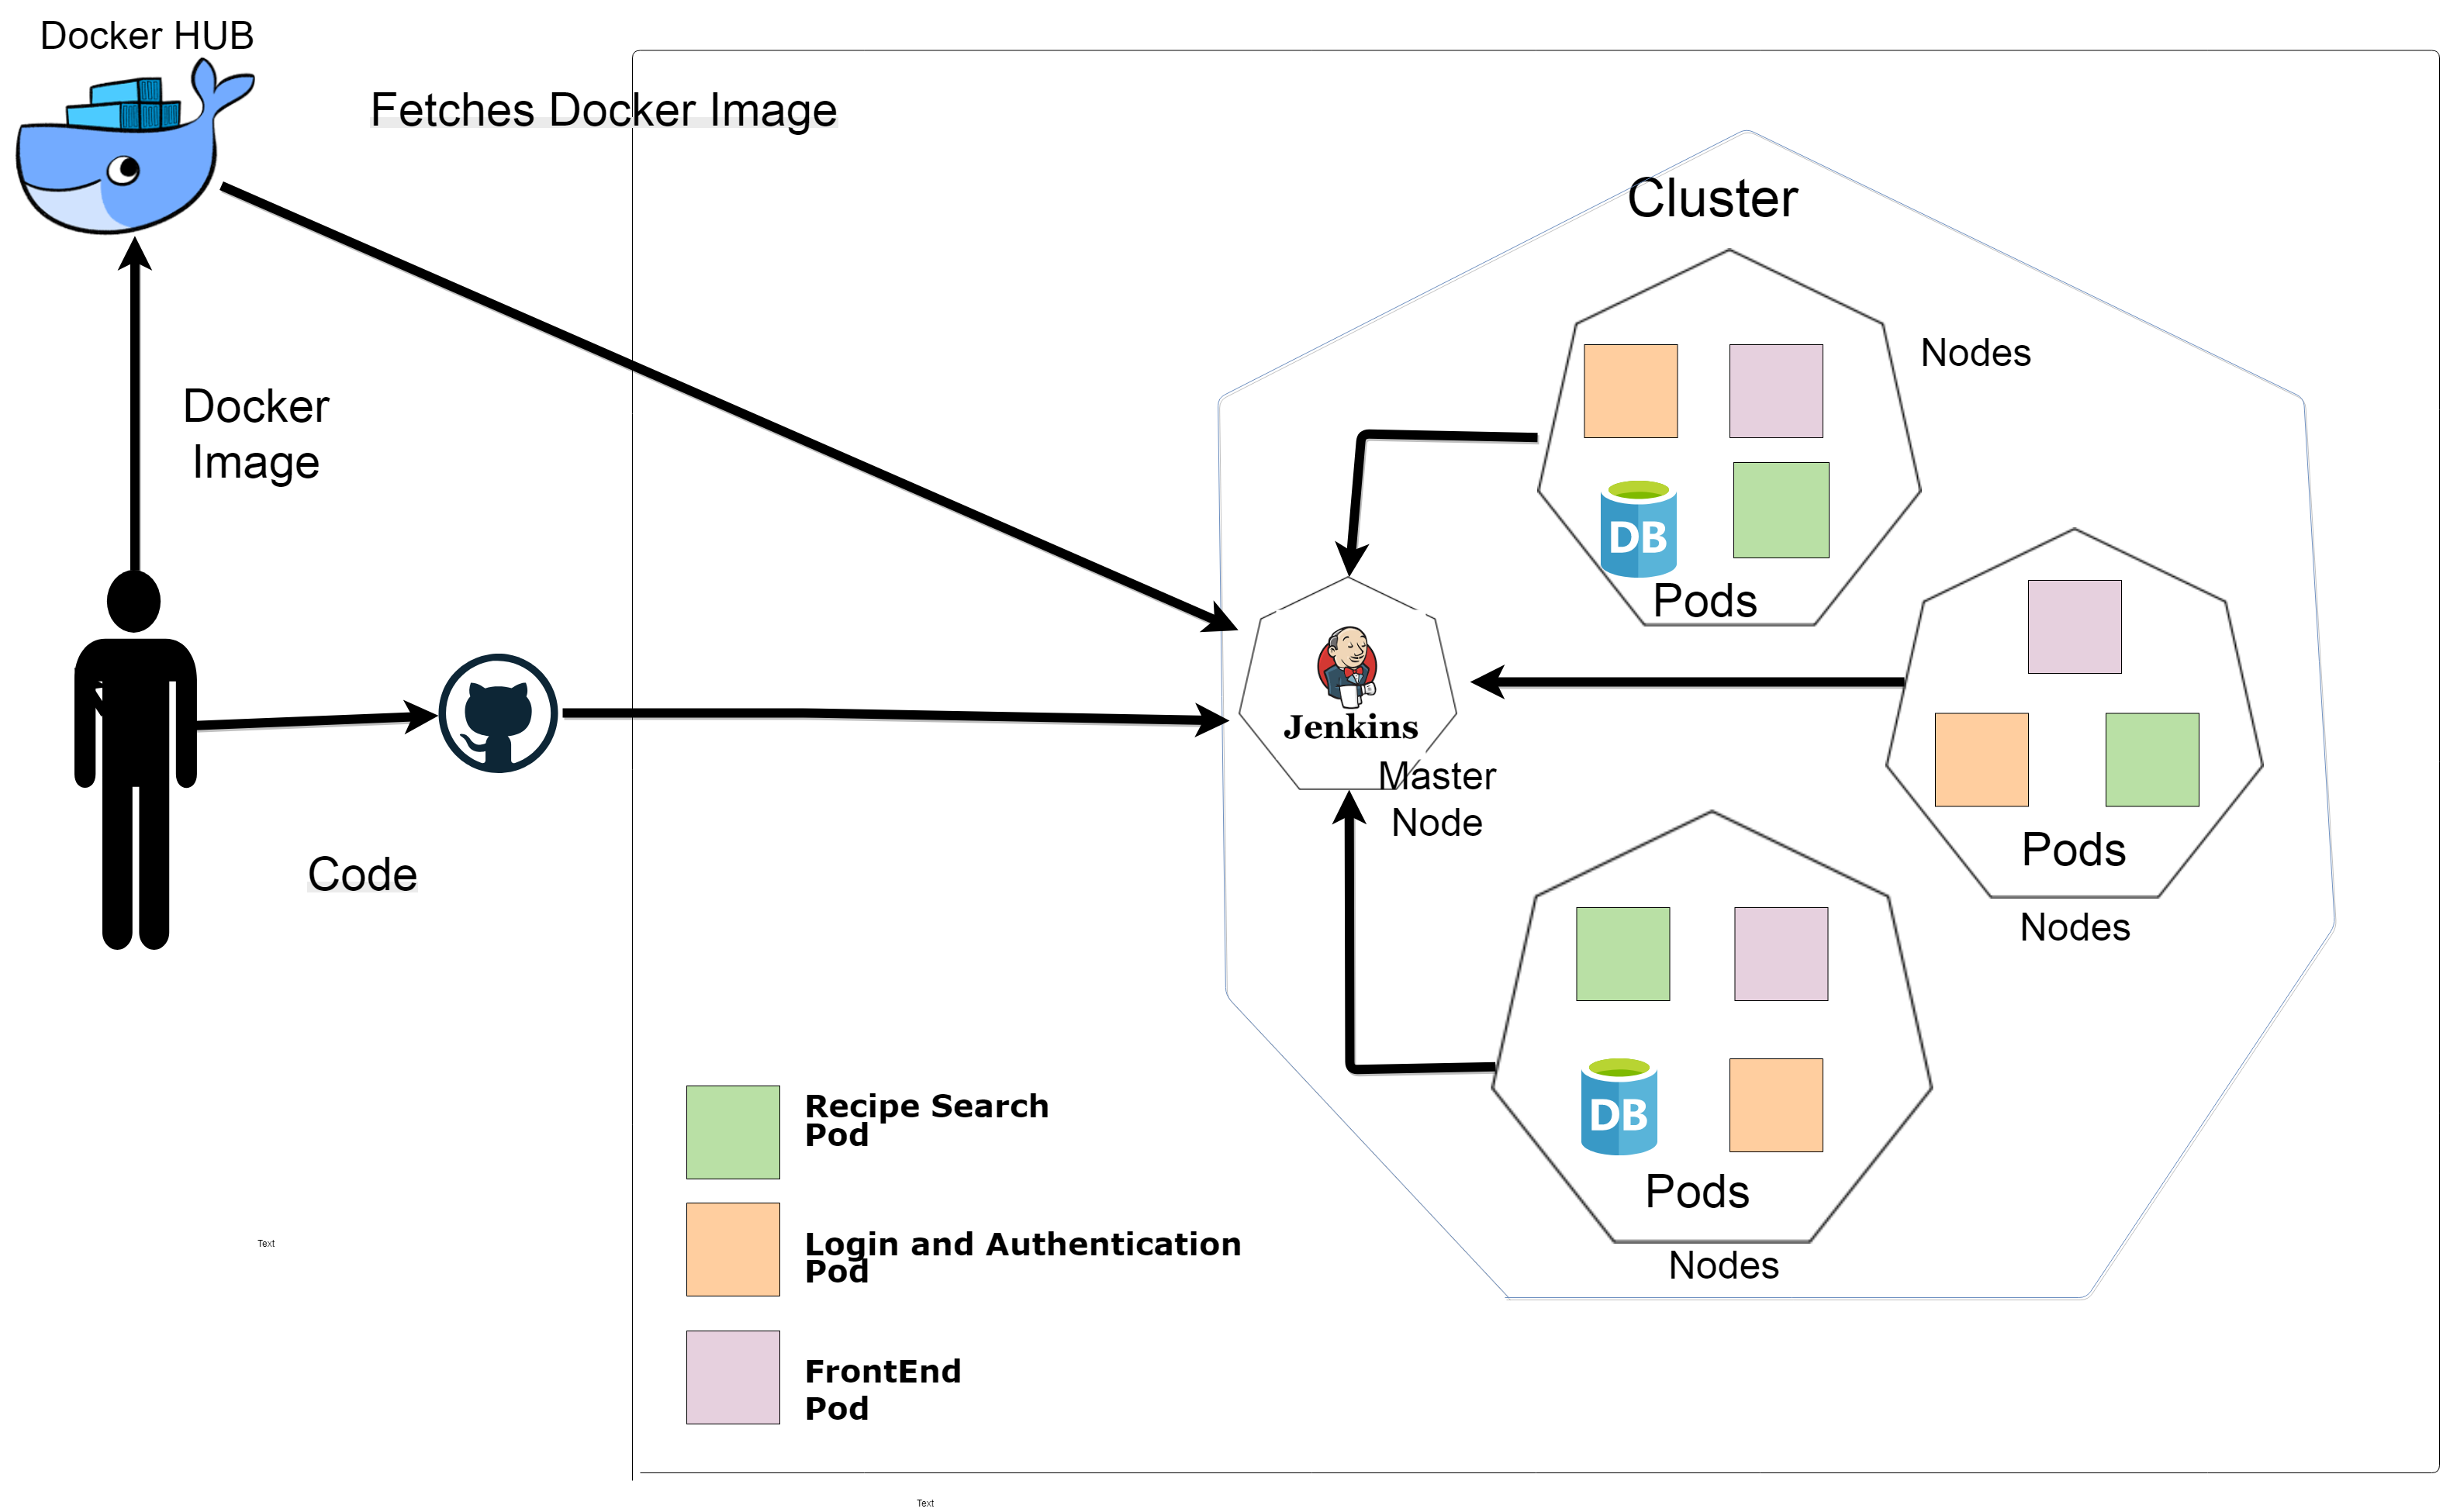 Docker HUB
Fetches Docker Image
Cluster
Nodes
Docker
Image
DB
Pods
Jenkins
Master
Node
Pods
Code
Nodes
Recipe Search
Pod
DB
Pods
Login and Authentication
Pod
Nodes
Text
FrontEnd
Pod
Text